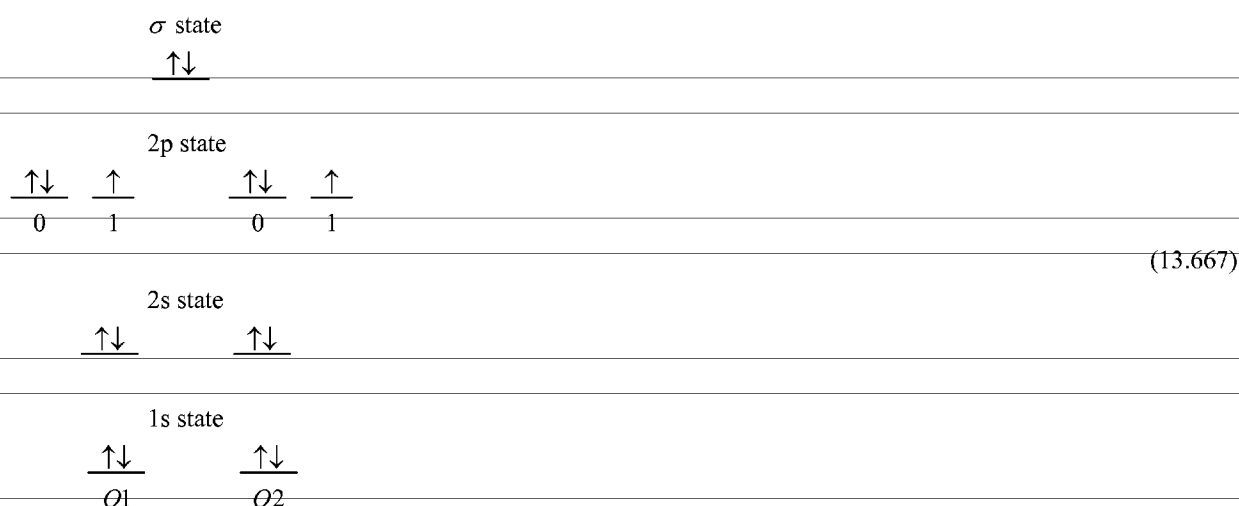 σ state
↑↓
2p state
↑↓ ↑ ↑↓ ↑
0 1 0 1
(13.667)
2s state
↑↓ ↑↓
1s state
↑↓ ↑↓
O1 O2